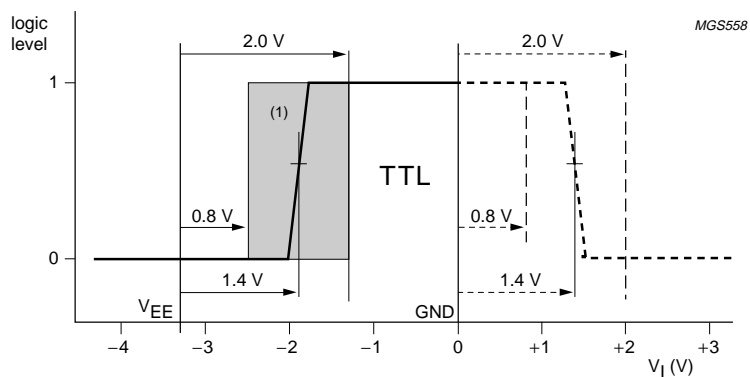 logic
level
MGS558
2.0 V
2.0 V
1
(1)
TTL
0.8 V
0.8 V
0
1.4 V
1.4 V
VEE
GND
−4
−3
−2
−1
0
+1
+2
+3
VI (V)